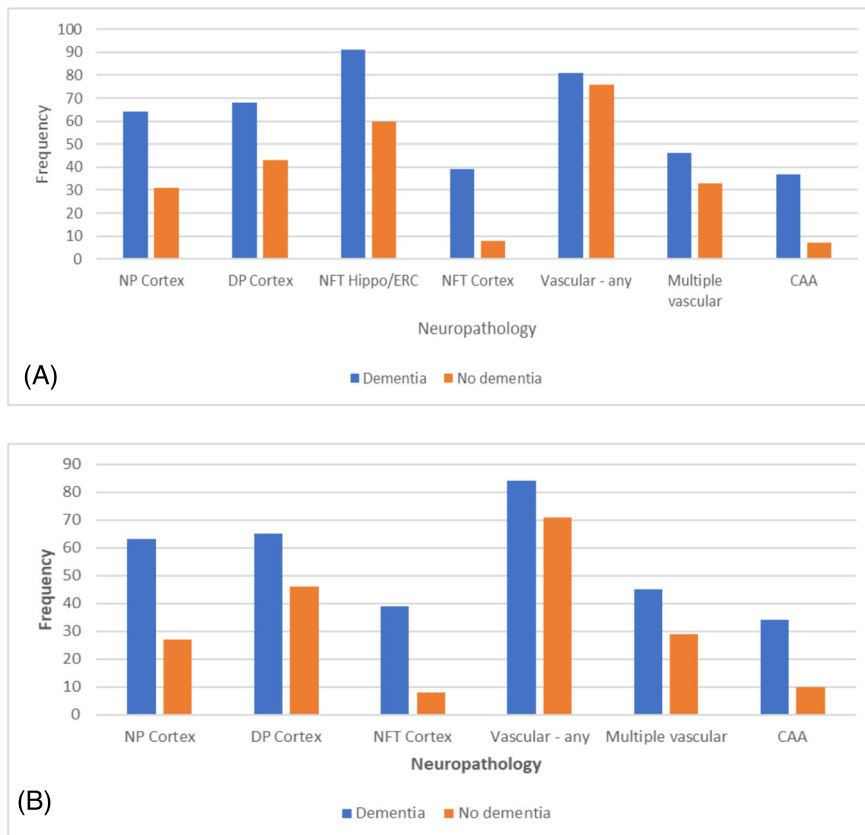 100
90
80
70
60
50
40
30
20
10
0
Frequency
NP Cortex DP Cortex NFT Hippo/ERC NFT Cortex Vascular - any Multiple CAA
vascular
Neuropathology
(A)
Dementia No dementia
90
80
70
60
50
40
30
20
10
0
Frequency
NP Cortex DP Cortex NFT Cortex Vascular - any Multiple vascular CAA
Neuropathology
(B)
Dementia No dementia